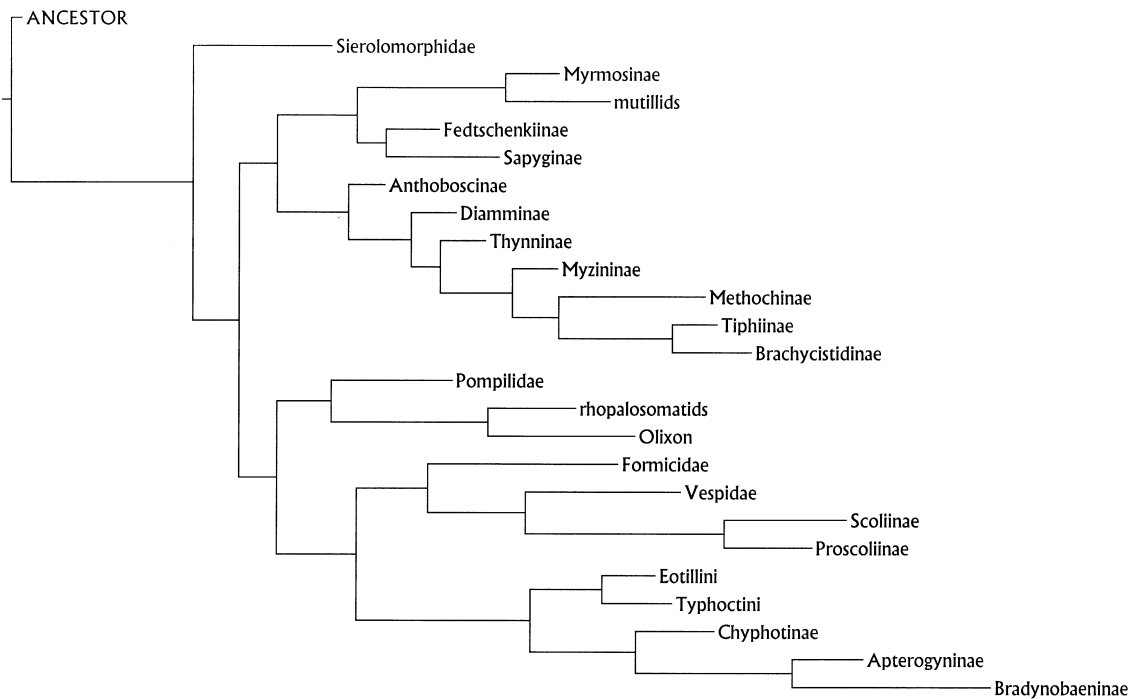 ANCESTOR
Sierolomorphidae
Myrmosinae
mutillids
Fedtschenkiinae
Sapyginae
Anthoboscinae
Diamminae
Thynninae
Myzininae
Methochinae
Tiphiinae
Brachycistidinae
Pompilidae
rhopalosomatids
Olixon
Formicidae
Vespidae
Scoliinae
Proscoliinae
Eotillini
Typhoctini
Chyphotinae
Apterogyninae
Bradynobaeninae